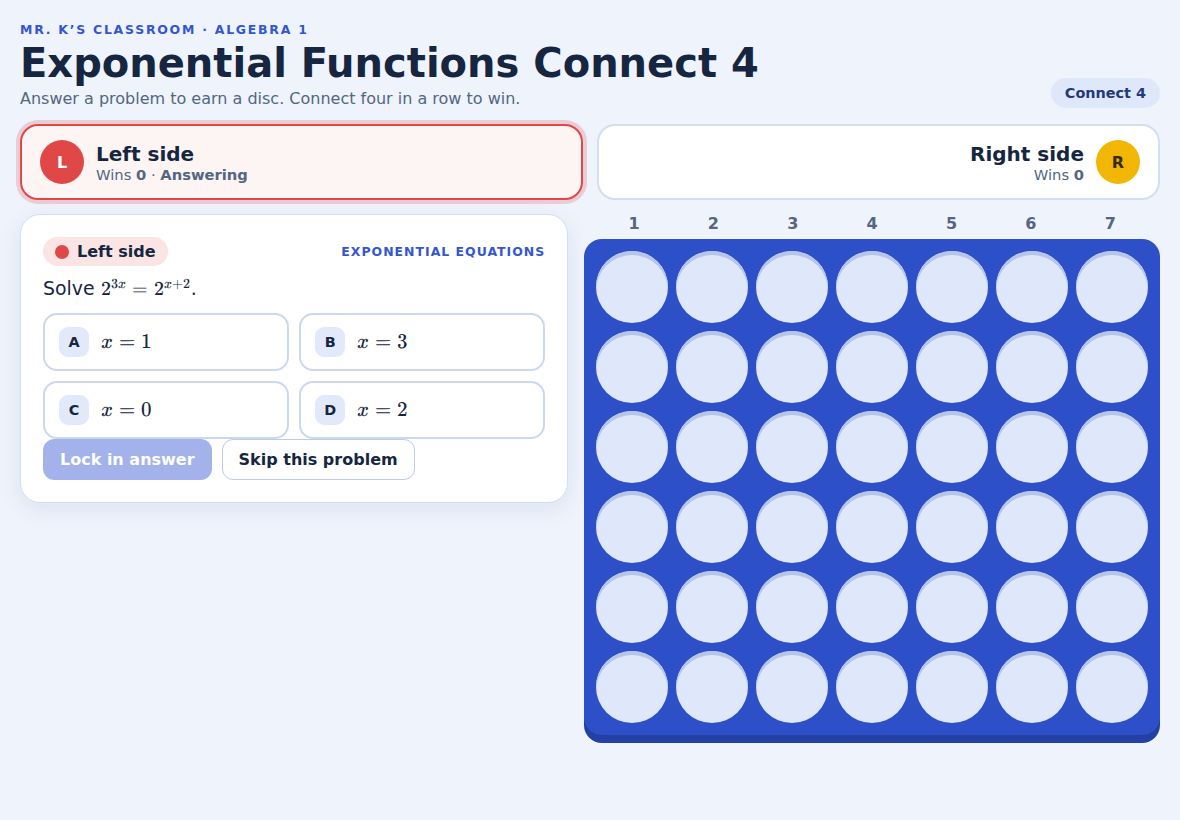 MR. K’S CLASSROOM · ALGEBRA 1
Exponential Functions Connect 4
Answer a problem to earn a disc. Connect four in a row to win.
Connect 4
L
Left side
Wins 0 · Answering
Right side
Wins 0
R
Left side
EXPONENTIAL EQUATIONS
Solve $2^{3x} = 2^{x+2}$.
A x = 1
B x = 3
C x = 0
D x = 2
Lock in answer
Skip this problem
1 2 3 4 5 6 7